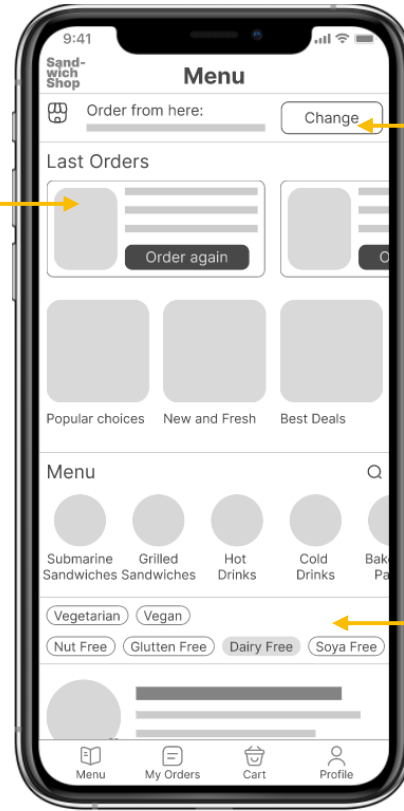 9:41
Sand-
wich
Shop
Menu
Order from here:
Change
Last Orders
Order again
Popular choices New and Fresh Best Deals
Menu
Submarine Grilled Hot Cold
Sandwiches Sandwiches Drinks Drinks
Vegetarian Vegan
Nut Free Glutten Free Dairy Free Soya Free
Menu My Orders Cart Profile